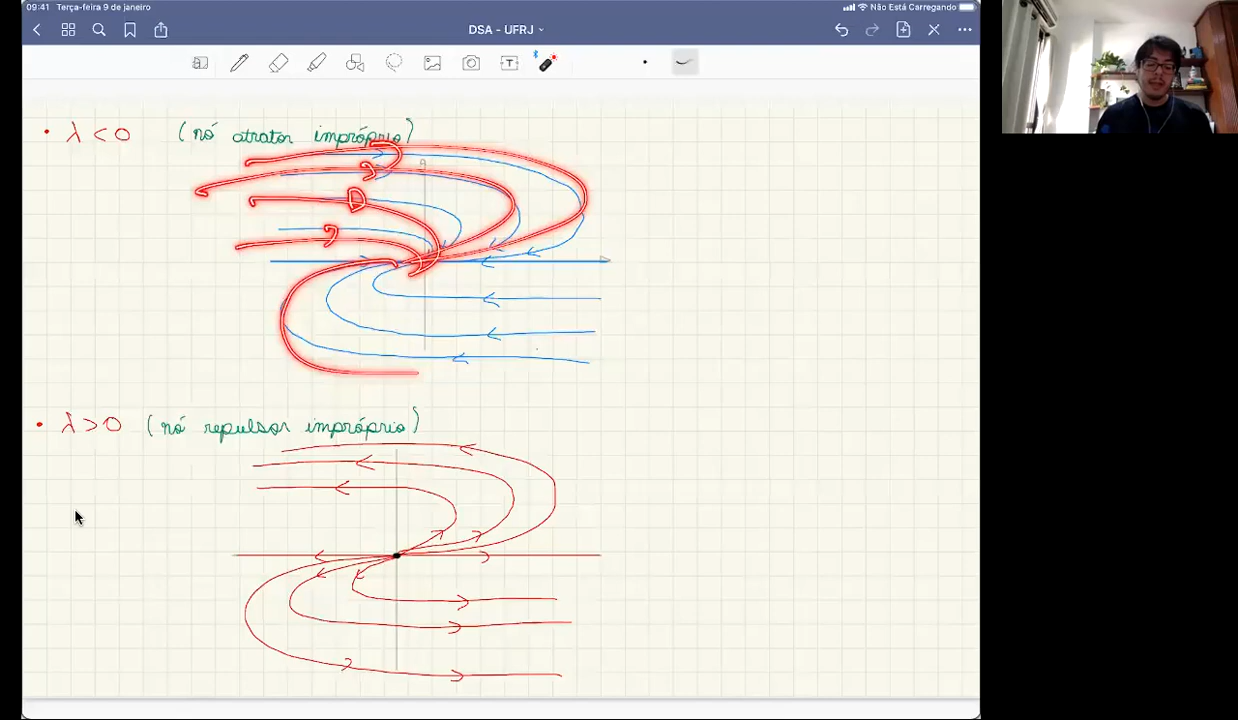 09:41 Terça-feira 9 de janeiro
Não Está Carregando
DSA - UFRJ
T
• λ < 0 (nó atrator impróprio)
• λ > 0 (nó repulsor impróprio)